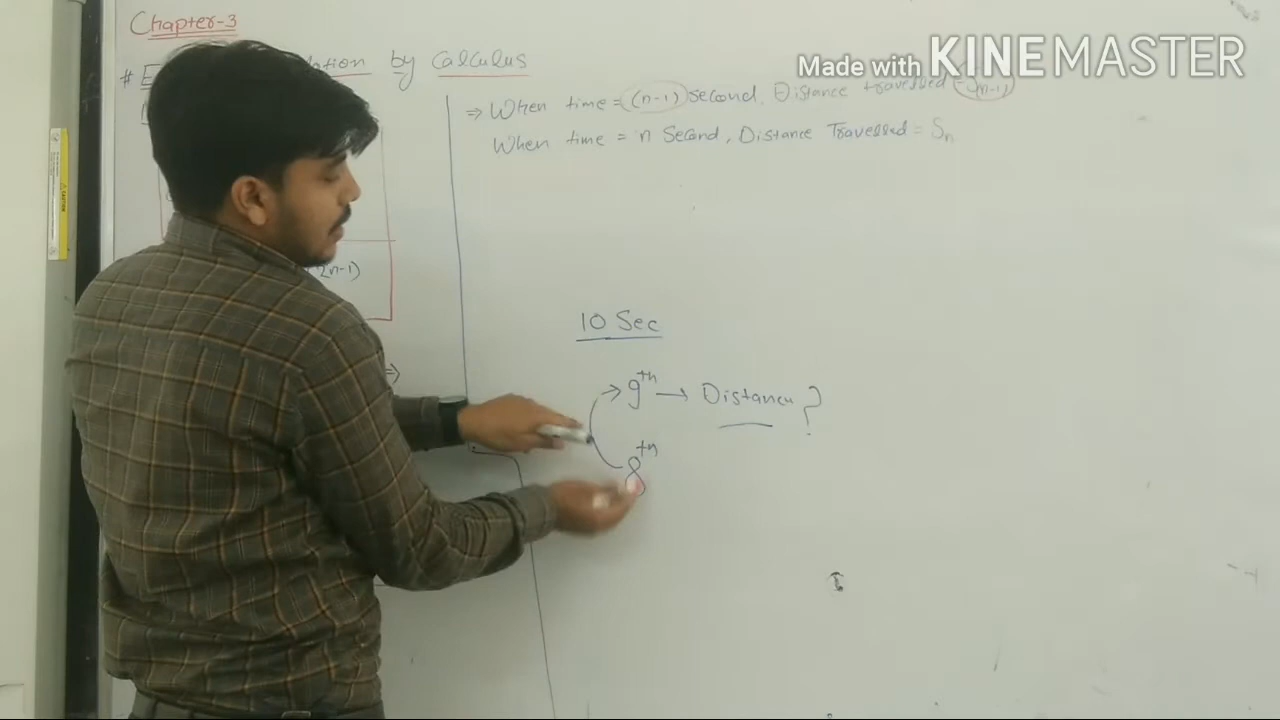 Chapter-3
# E by Calculus
⇒ When time = (n-1) Second, Distance travelled = S(n-1)
When time = n Second, Distance Travelled = Sn
2n-1)
⇒
10 Sec
→ 9th → Distance ?
8th
Made with KINEMASTER